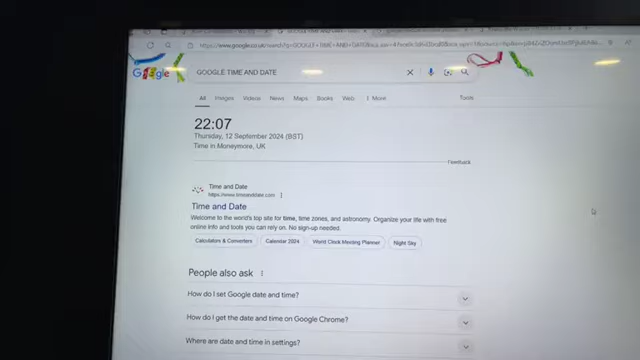 GOOGLE TIME AND DATE
Google
GOOGLE TIME AND DATE
All Images Videos News Maps Books Web More Tools
22:07
Thursday, 12 September 2024 (BST)
Time in Moneymore, UK
Feedback
Time and Date
https://www.timeanddate.com
Time and Date
Welcome to the world's top site for time, time zones, and astronomy. Organize your life with free
online info and tools you can rely on. No sign-up needed.
Calculators & Converters Calendar 2024 World Clock Meeting Planner Night Sky
People also ask
How do I set Google date and time?
How do I get the date and time on Google Chrome?
Where are date and time in settings?